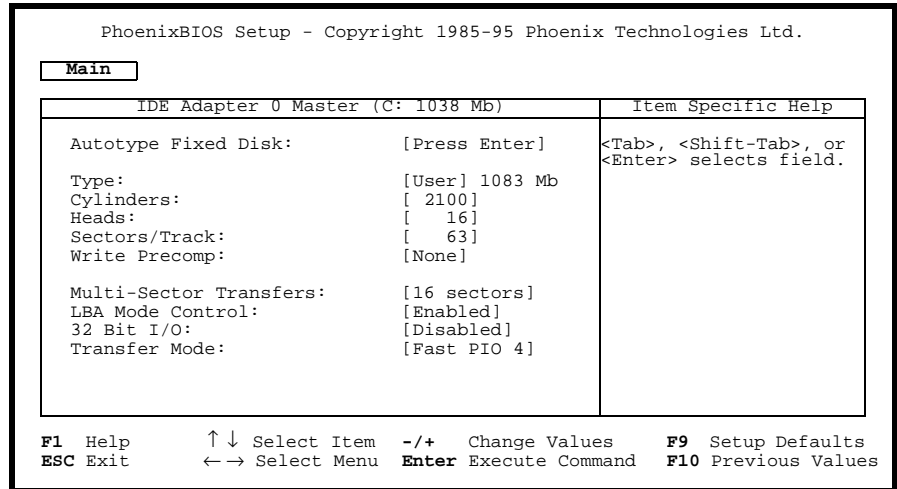 PhoenixBIOS Setup - Copyright 1985-95 Phoenix Technologies Ltd.
Main
IDE Adapter 0 Master (C: 1038 Mb)
Item Specific Help
Autotype Fixed Disk: [Press Enter]
<Tab>, <Shift-Tab>, or
<Enter> selects field.
Type: [User] 1083 Mb
Cylinders: [ 2100]
Heads: [ 16]
Sectors/Track: [ 63]
Write Precomp: [None]
Multi-Sector Transfers: [16 sectors]
LBA Mode Control: [Enabled]
32 Bit I/O: [Disabled]
Transfer Mode: [Fast PIO 4]
F1 Help ↑↓ Select Item -/+ Change Values F9 Setup Defaults
ESC Exit ←→ Select Menu Enter Execute Command F10 Previous Values